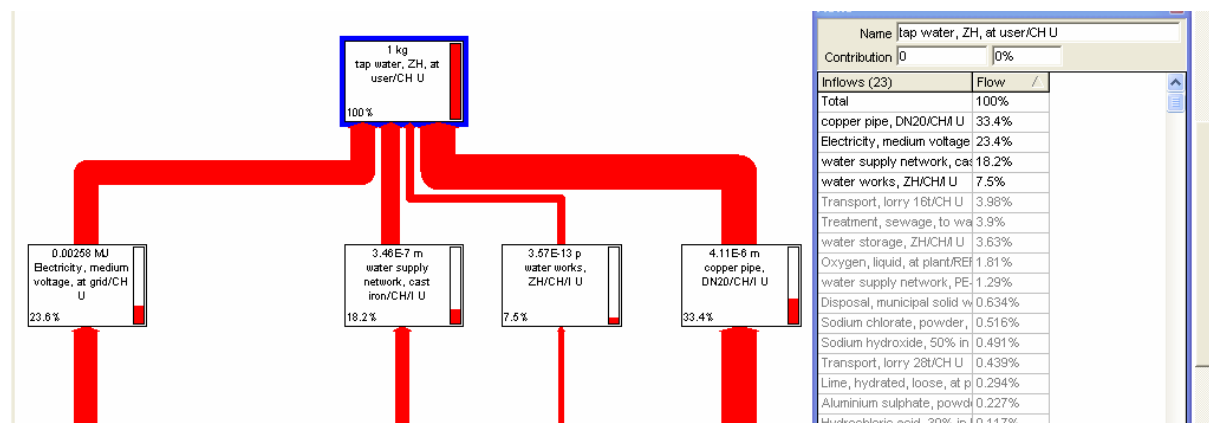 1 kg
tap water, ZH, at
user/CH U
100%
0.00258 MJ
Electricity, medium
voltage, at grid/CH
U
23.6%
3.46E-7 m
water supply
network, cast
iron/CH/I U
18.2%
3.57E-13 p
water works,
ZH/CH/I U
7.5%
4.11E-6 m
copper pipe,
DN20/CH/I U
33.4%
Name tap water, ZH, at user/CH U
Contribution 0 0%
Inflows (23) Flow
Total 100%
copper pipe, DN20/CH/I U 33.4%
Electricity, medium voltage 23.4%
water supply network, cas 18.2%
water works, ZH/CH/I U 7.5%
Transport, lorry 16t/CH U 3.98%
Treatment, sewage, to wa 3.9%
water storage, ZH/CH/I U 3.63%
Oxygen, liquid, at plant/REF 1.81%
water supply network, PE- 1.29%
Disposal, municipal solid w 0.634%
Sodium chlorate, powder, 0.516%
Sodium hydroxide, 50% in 0.491%
Transport, lorry 28t/CH U 0.439%
Lime, hydrated, loose, at p 0.294%
Aluminium sulphate, powd 0.227%
Hydrochloric acid, 30% in 0.117%